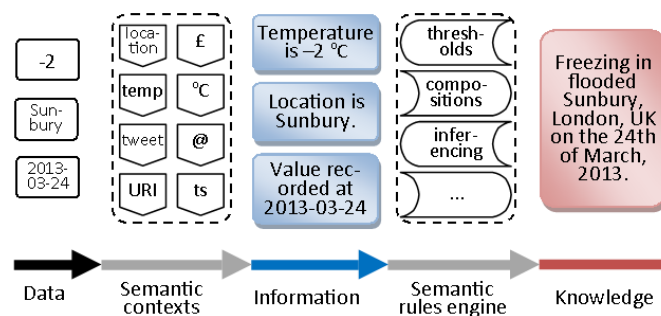 -2
Sun-
bury
2013-
03-24
loca-
tion
£
temp
°C
tweet
@
URI
ts
Temperature
is –2 °C
Location is
Sunbury.
Value rec-
orded at
2013-03-24
thresh-
olds
compo-
sitions
infer-
encing
...
Freezing in
flooded
Sunbury,
London, UK
on the 24th
of March,
2013.
Data
Semantic
contexts
Information
Semantic
rules engine
Knowledge